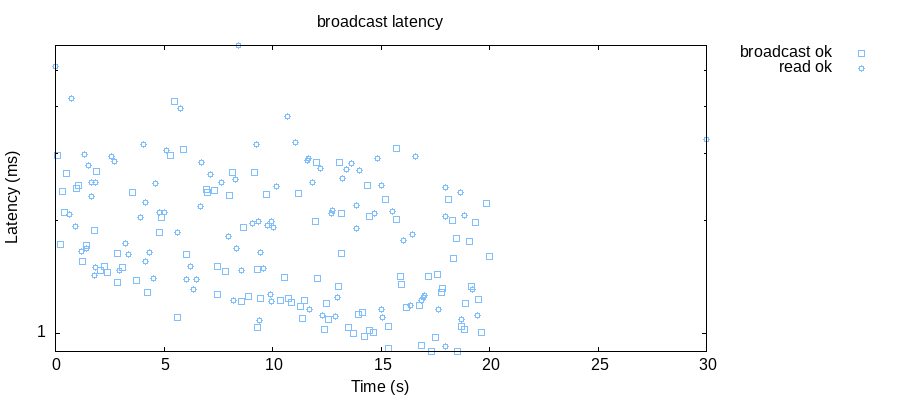 broadcast latency
broadcast ok
read ok
Latency (ms)
1
0 5 10 15 20 25 30
Time (s)